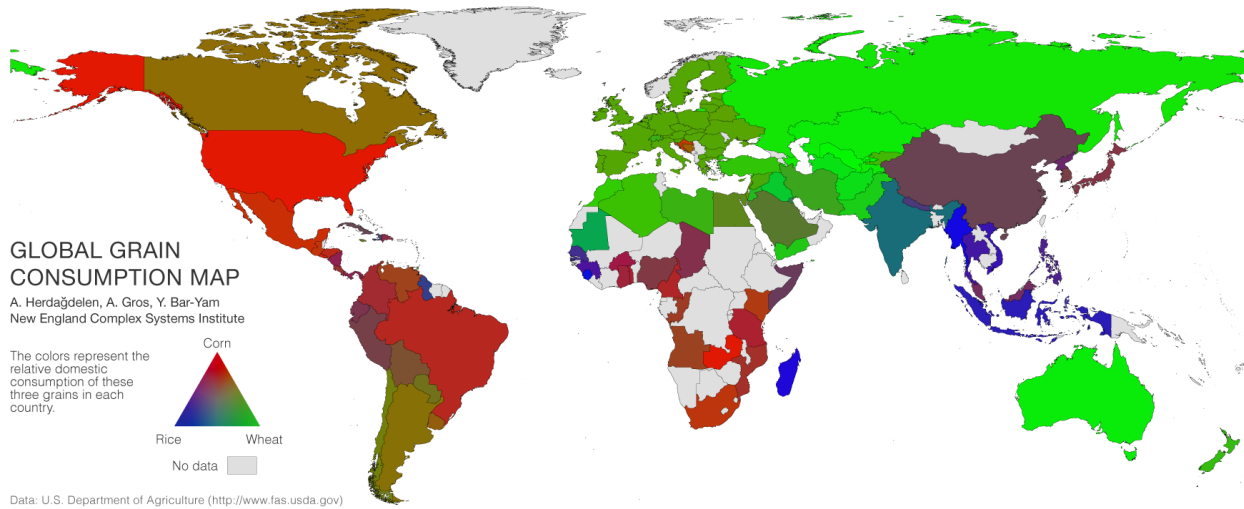 GLOBAL GRAIN
CONSUMPTION MAP
A. Herdağdelen, A. Gros, Y. Bar-Yam
New England Complex Systems Institute
The colors represent the
relative domestic
consumption of these
three grains in each
country.
Corn
Rice
Wheat
No data
Data: U.S. Department of Agriculture (http://www.fas.usda.gov)